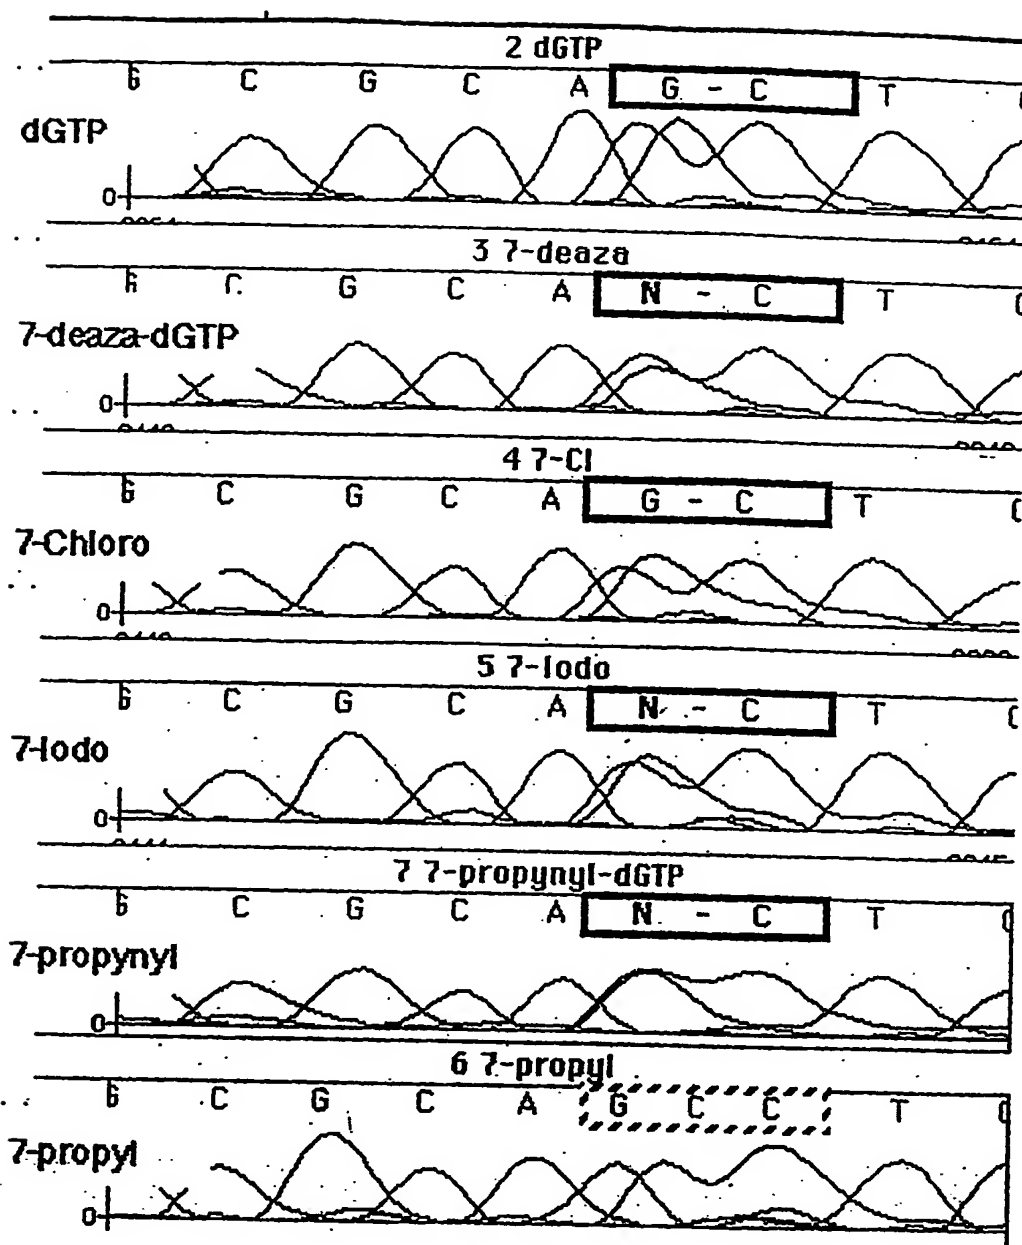 2 dGTP
G C G C A G - C T
dGTP
0
3 7-deaza
G C A N - C T
7-deaza-dGTP
0
4 7-Cl
G C G C A G - C T
7-Chloro
0
5 7-Iodo
G C G C A N - C T
7-Iodo
0
7 7-propynyl-dGTP
G C G C A N - C T
7-propynyl
0
6 7-propyl
G C G C A G C C T
7-propyl
0